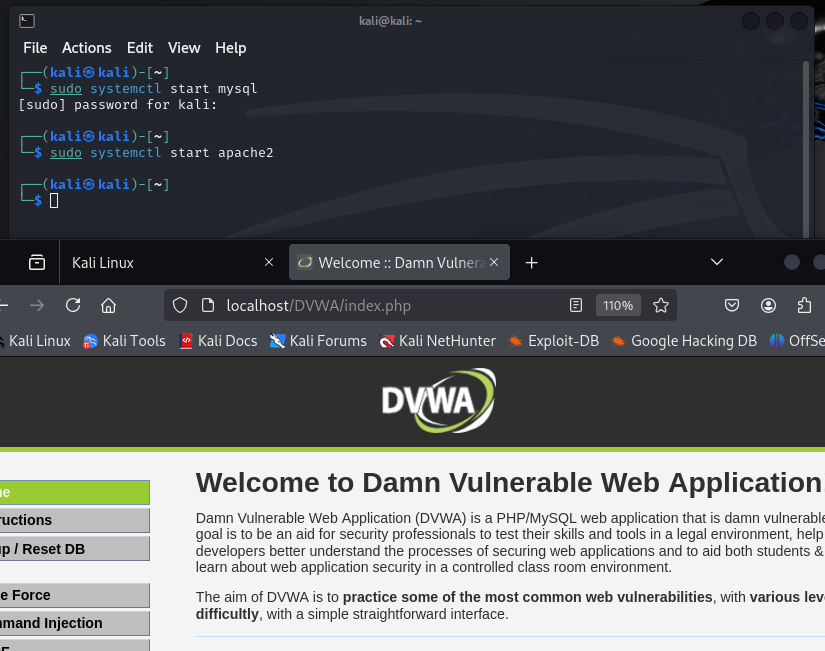 kali@kali: ~
File Actions Edit View Help
┌──(kali㉿kali)-[~]
└─$ sudo systemctl start mysql
[sudo] password for kali:
┌──(kali㉿kali)-[~]
└─$ sudo systemctl start apache2
┌──(kali㉿kali)-[~]
└─$
Kali Linux
Welcome :: Damn Vulnera
localhost/DVWA/index.php
110%
Kali Linux Kali Tools Kali Docs Kali Forums Kali NetHunter Exploit-DB Google Hacking DB OffSe
DVWA
Welcome to Damn Vulnerable Web Application
Damn Vulnerable Web Application (DVWA) is a PHP/MySQL web application that is damn vulnerable
goal is to be an aid for security professionals to test their skills and tools in a legal environment, help
developers better understand the processes of securing web applications and to aid both students &
learn about web application security in a controlled class room environment.
The aim of DVWA is to practice some of the most common web vulnerabilities, with various leve
difficultly, with a simple straightforward interface.
ne
ructions
up / Reset DB
e Force
mmand Injection